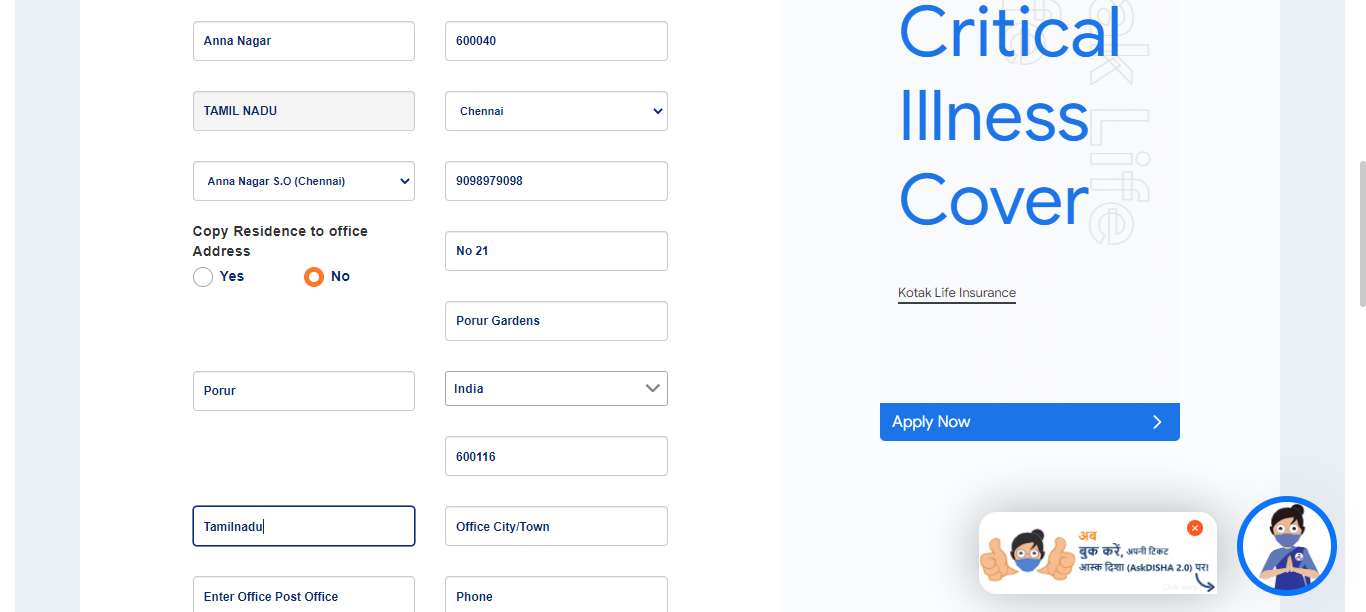 Anna Nagar
600040
TAMIL NADU
Chennai
Anna Nagar S.O (Chennai)
9098979098
Copy Residence to office
Address
Yes
No
No 21
Porur Gardens
Porur
India
600116
Tamilnadu
Office City/Town
Enter Office Post Office
Phone
Critical
Illness
Cover
Kotak Life Insurance
Apply Now
अब
बुक करें, अपनी टिकट
आस्क दिशा (AskDISHA 2.0) पर!